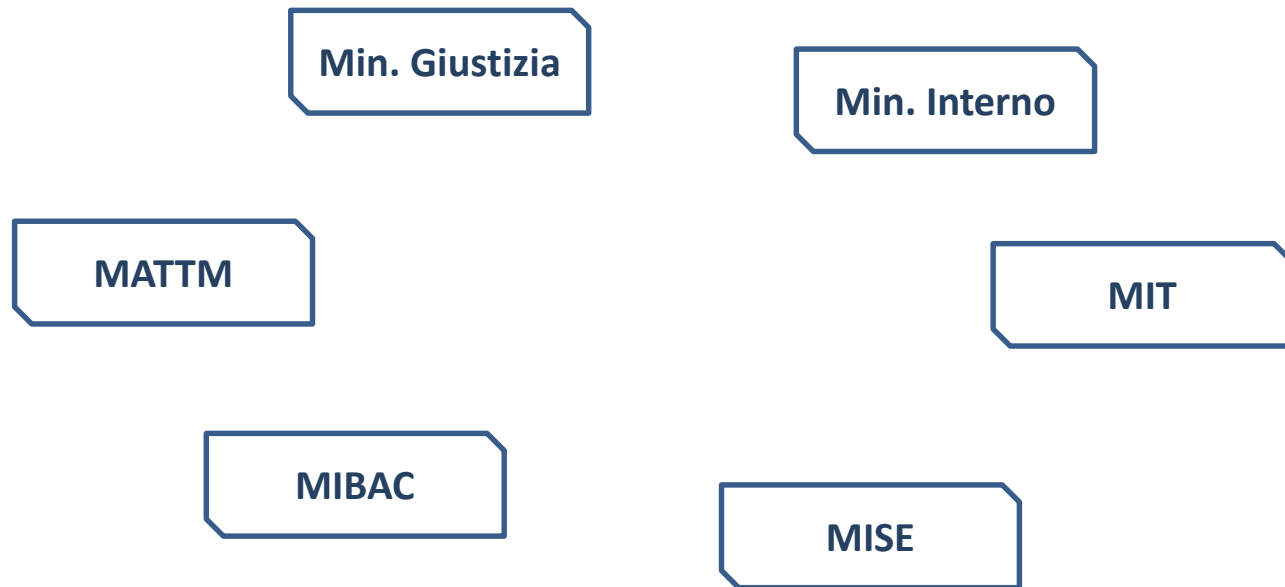 Min. Giustizia
Min. Interno
MATTM
MIT
MIBAC
MISE